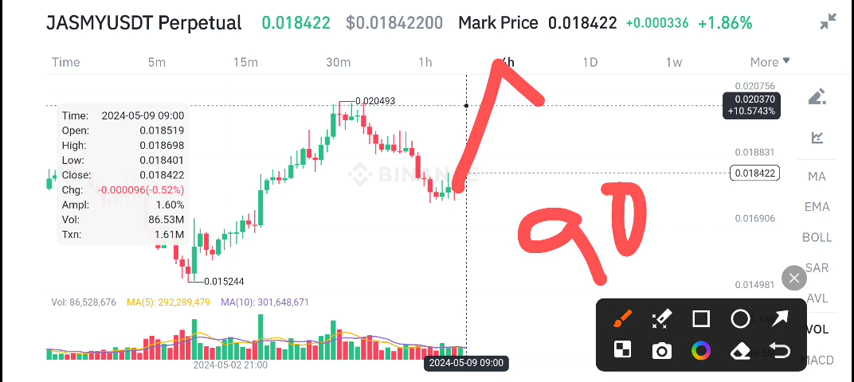 JASMYUSDT Perpetual 0.018422 $0.01842200 Mark Price 0.018422 +0.000336 +1.86%
Time 5m 15m 30m 1h 4h 1D 1w More
0.020756
0.020370
+10.5743%
0.020493
Time: 2024-05-09 09:00
Open: 0.018519
High: 0.018698
Low: 0.018401
Close: 0.018422
Chg: -0.000096(-0.52%)
Ampl: 1.60%
Vol: 86.53M
Txn: 1.61M
0.018831
0.018422
BINANCE
0.016906
0.015244
0.014981
90
MA
EMA
BOLL
SAR
AVL
VOL
MACD
Vol: 86,528,676 MA(5): 292,289,479 MA(10): 301,648,671
2024-05-02 21:00 2024-05-09 09:00